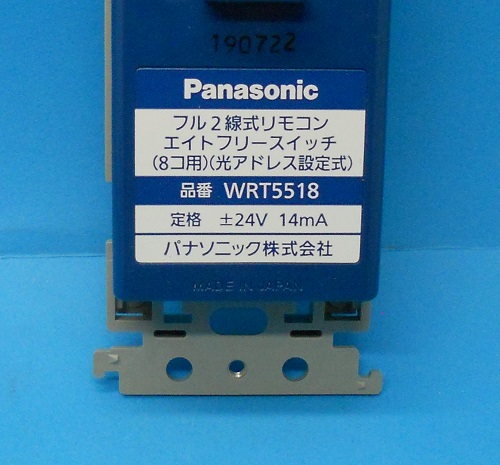 190722
Panasonic
フル2線式リモコン
エイトフリースイッチ
(8コ用)(光アドレス設定式)
品番 WRT5518
定格 ±24V 14mA
パナソニック株式会社
MADE IN JAPAN